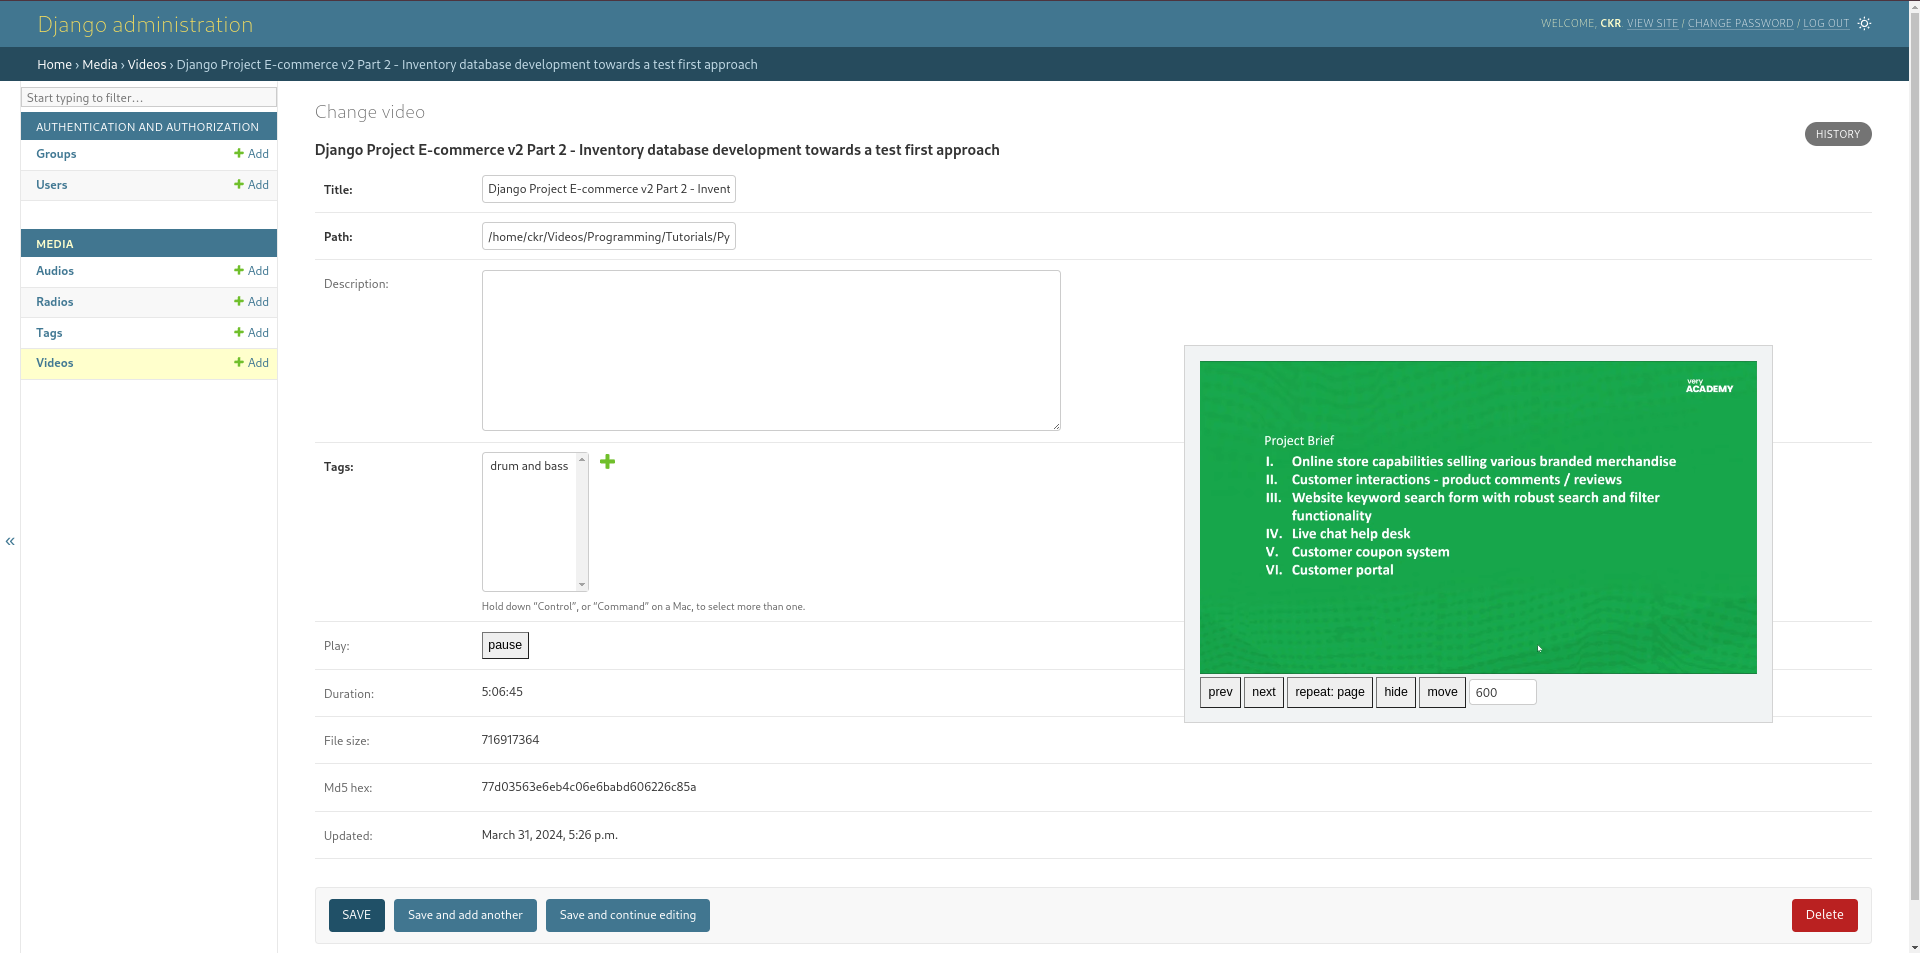 Django administration
WELCOME, CKR VIEW SITE / CHANGE PASSWORD / LOG OUT
Home › Media › Videos › Django Project E-commerce v2 Part 2 - Inventory database development towards a test first approach
Start typing to filter...
AUTHENTICATION AND AUTHORIZATION
Groups + Add
Users + Add
MEDIA
Audios + Add
Radios + Add
Tags + Add
Videos + Add
«
Change video
HISTORY
Django Project E-commerce v2 Part 2 - Inventory database development towards a test first approach
Title: Django Project E-commerce v2 Part 2 - Invent
Path: /home/ckr/Videos/Programming/Tutorials/Py
Description:
Tags: drum and bass
Hold down “Control”, or “Command” on a Mac, to select more than one.
Play: pause
Duration: 5:06:45
File size: 716917364
Md5 hex: 77d03563e6eb4c06e6babd606226c85a
Updated: March 31, 2024, 5:26 p.m.
very
ACADEMY
Project Brief
I. Online store capabilities selling various branded merchandise
II. Customer interactions - product comments / reviews
III. Website keyword search form with robust search and filter
functionality
IV. Live chat help desk
V. Customer coupon system
VI. Customer portal
prev next repeat: page hide move 600
SAVE Save and add another Save and continue editing Delete